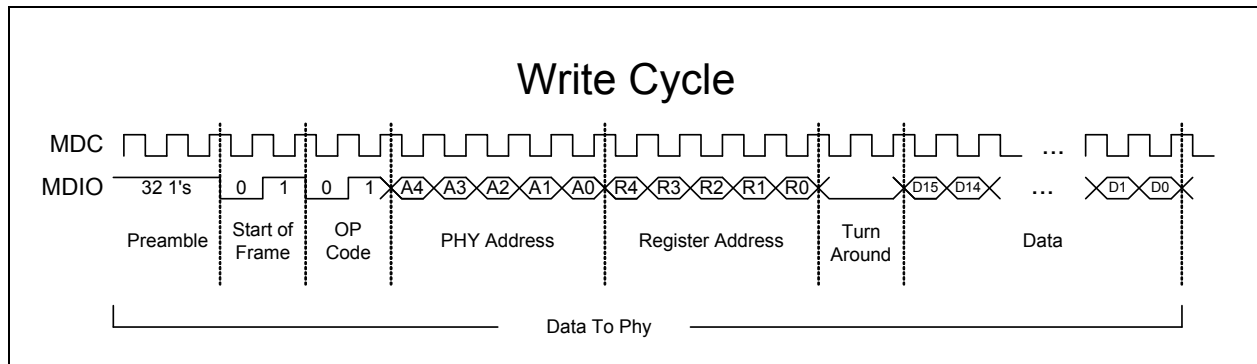 Write Cycle
MDC ...
MDIO 32 1's 0 1 0 1 A4 A3 A2 A1 A0 R4 R3 R2 R1 R0 D15 D14 ... D1 D0
Preamble Start of Frame OP Code PHY Address Register Address Turn Around Data
Data To Phy